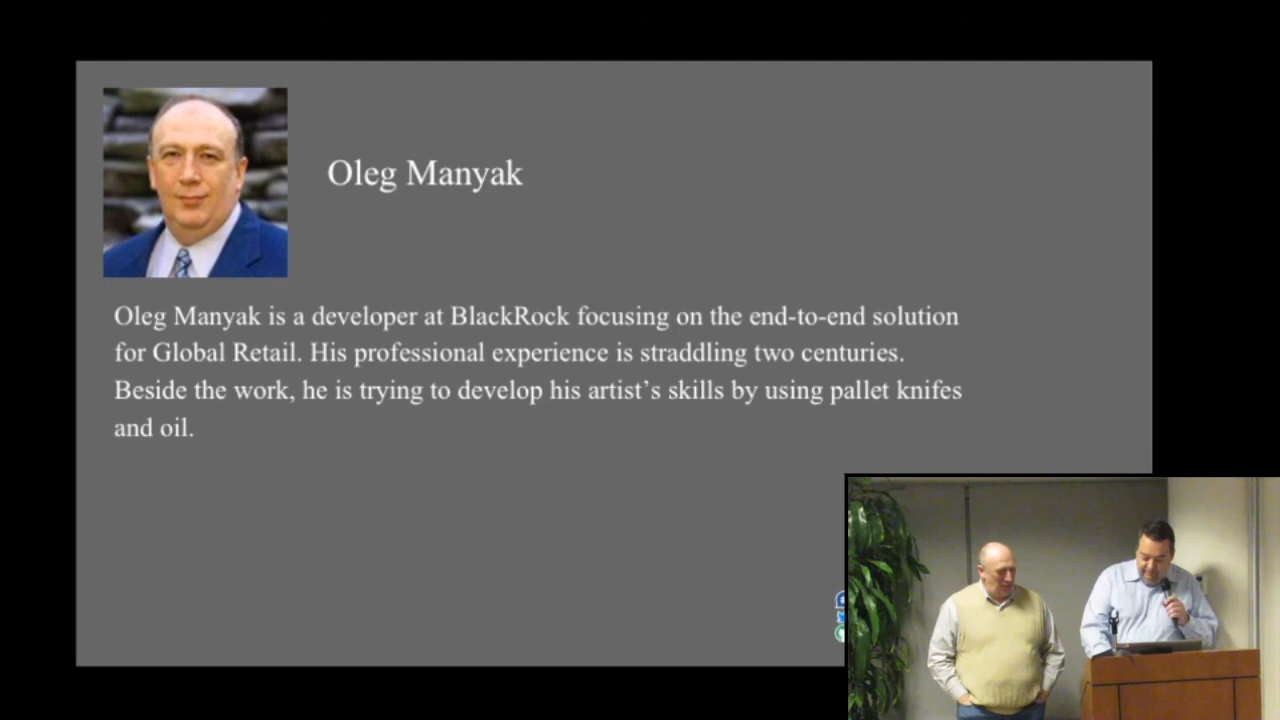 Oleg Manyak
Oleg Manyak is a developer at BlackRock focusing on the end-to-end solution
for Global Retail. His professional experience is straddling two centuries.
Beside the work, he is trying to develop his artist’s skills by using pallet knifes
and oil.